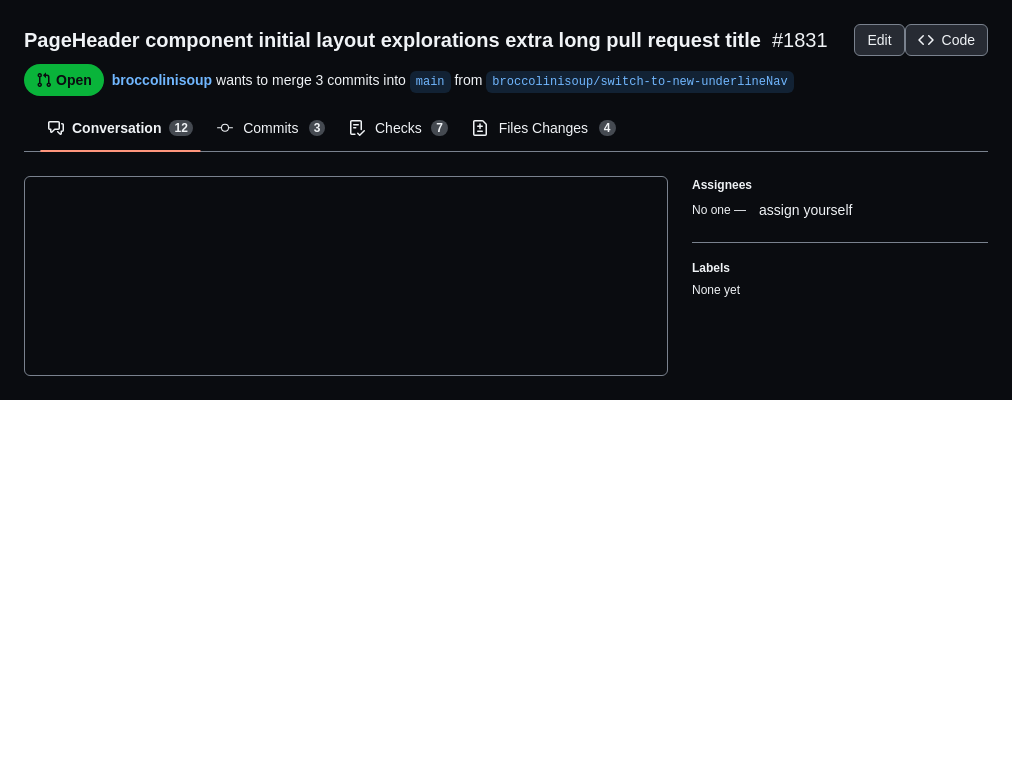 PageHeader component initial layout explorations extra long pull request title #1831
Edit
Code
Open broccolinisoup wants to merge 3 commits into main from broccolinisoup/switch-to-new-underlineNav
Conversation 12 Commits 3 Checks 7 Files Changes 4
Assignees
No one — assign yourself
Labels
None yet